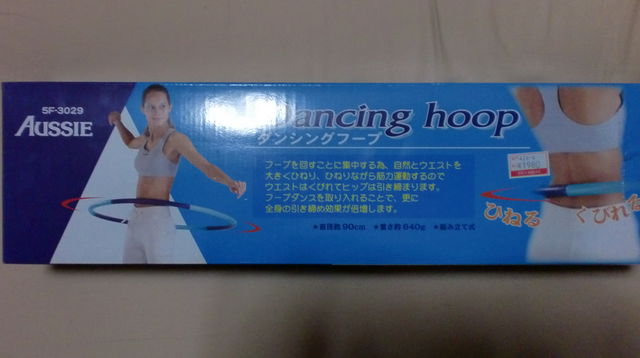 SF-3029
AUSSIE
Dancing hoop
ダンシングフープ
フープを回すことに集中する為、自然とウエストを
大きくひねり、ひねりながら筋力運動するので
ウエストはくびれてヒップは引き締まります。
フープダンスを取り入れることで、更に
全身の引き締め効果が倍増します。
★直径約90cm ★重さ約640g ★組み立て式
¥1980
ひねる
くびれる